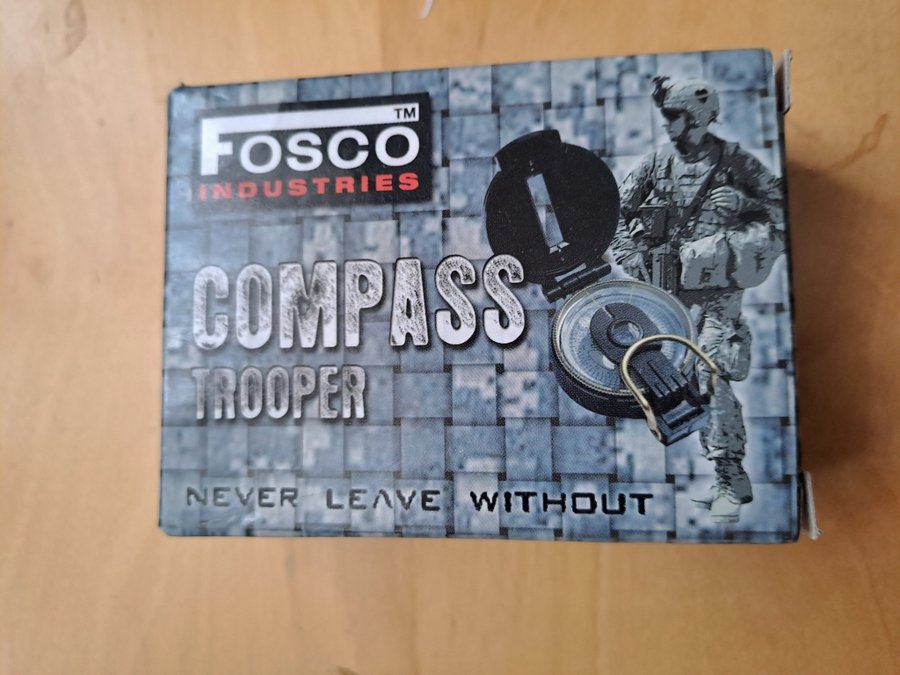 FOSCO™
INDUSTRIES
COMPASS
TROOPER
NEVER LEAVE WITHOUT